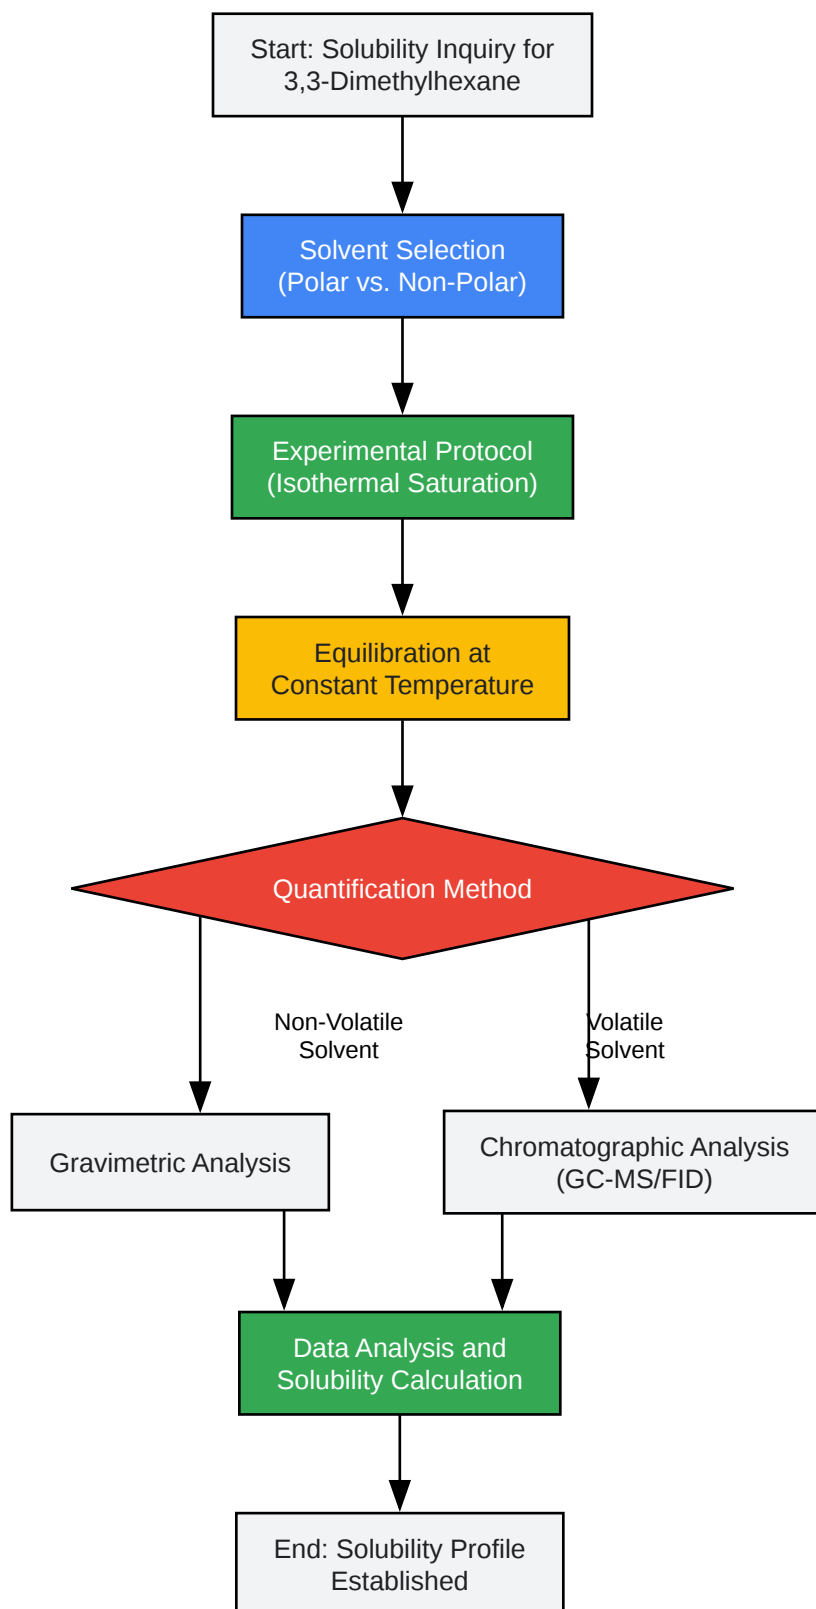 Start: Solubility Inquiry for
3,3-Dimethylhexane
Solvent Selection
(Polar vs. Non-Polar)
Experimental Protocol
(Isothermal Saturation)
Equilibration at
Constant Temperature
Quantification Method
Non-Volatile
Solvent
Volatile
Solvent
Gravimetric Analysis
Chromatographic Analysis
(GC-MS/FID)
Data Analysis and
Solubility Calculation
End: Solubility Profile
Established